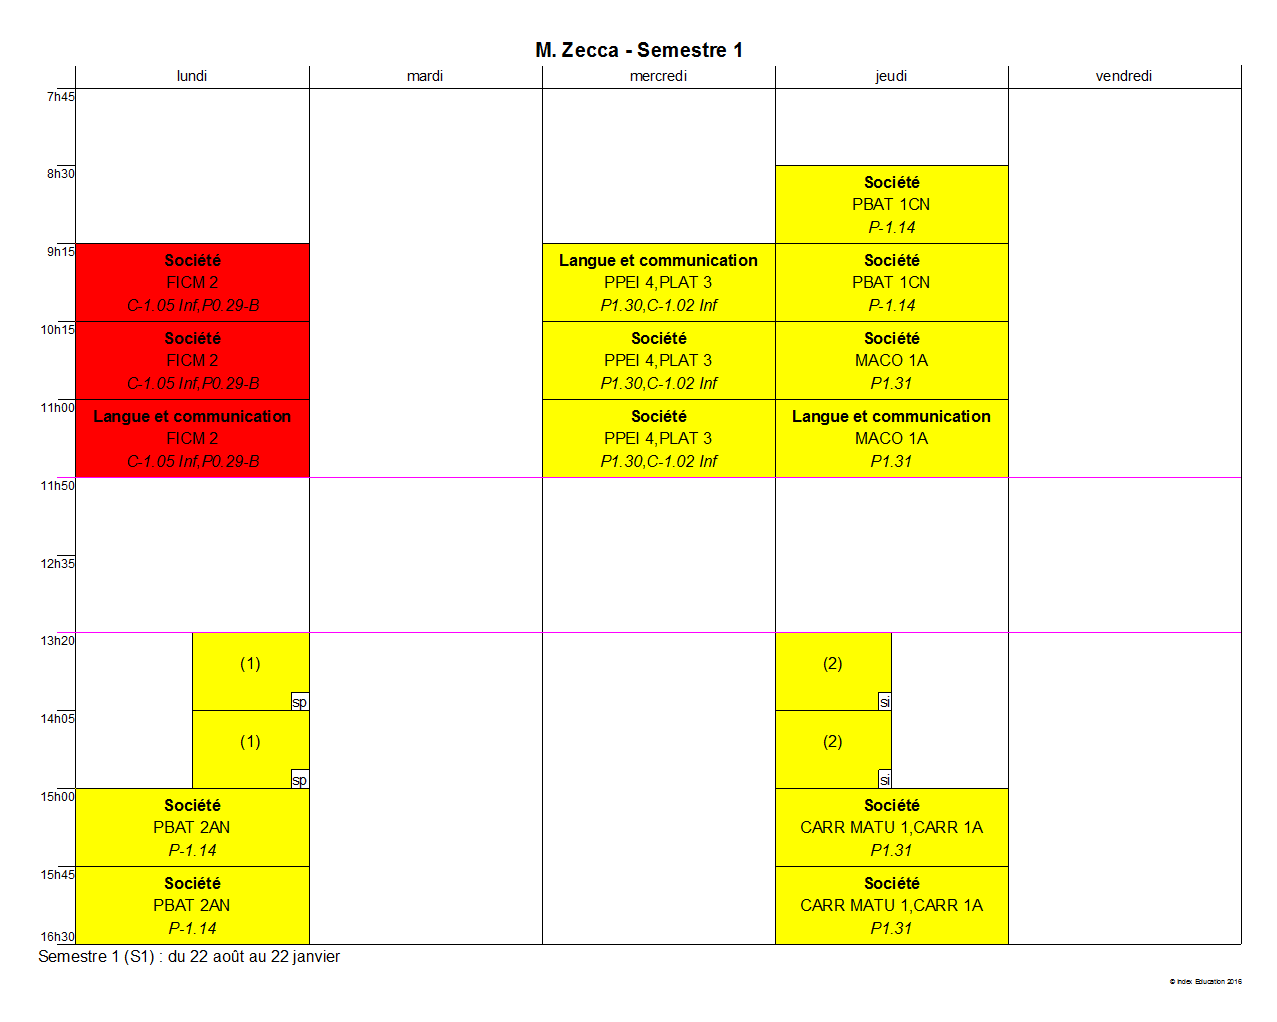 M. Zecca - Semestre 1
lundi mardi mercredi jeudi vendredi
7h45
8h30
Société
PBAT 1CN
P-1.14
9h15
Société
FICM 2
C-1.05 Inf,P0.29-B
Langue et communication
PPEI 4,PLAT 3
P1.30,C-1.02 Inf
Société
PBAT 1CN
P-1.14
10h15
Société
FICM 2
C-1.05 Inf,P0.29-B
Société
PPEI 4,PLAT 3
P1.30,C-1.02 Inf
Société
MACO 1A
P1.31
11h00
Langue et communication
FICM 2
C-1.05 Inf,P0.29-B
Société
PPEI 4,PLAT 3
P1.30,C-1.02 Inf
Langue et communication
MACO 1A
P1.31
11h50
12h35
13h20
(1)
sp
(2)
si
14h05
(1)
sp
(2)
si
15h00
Société
PBAT 2AN
P-1.14
Société
CARR MATU 1,CARR 1A
P1.31
15h45
Société
PBAT 2AN
P-1.14
Société
CARR MATU 1,CARR 1A
P1.31
16h30
Semestre 1 (S1) : du 22 août au 22 janvier
© Index Education 2016